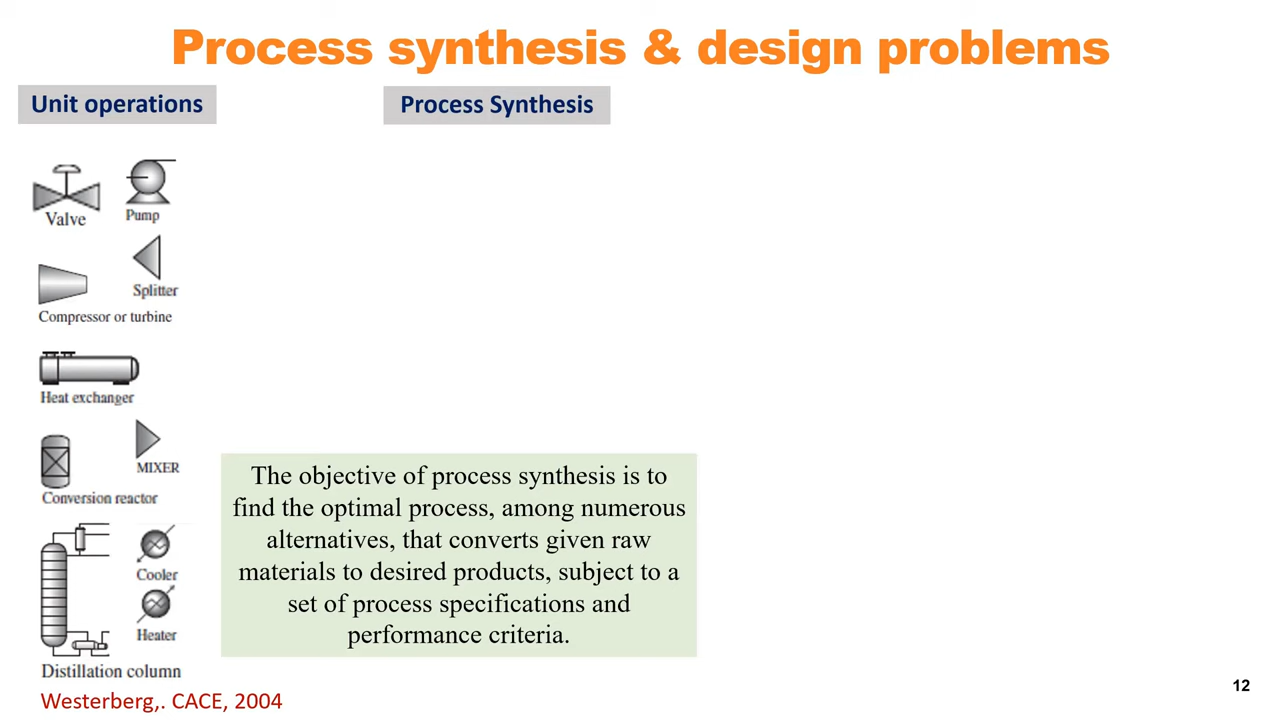 Process synthesis & design problems
Unit operations
Process Synthesis
Valve
Pump
Splitter
Compressor or turbine
Heat exchanger
MIXER
Conversion reactor
Cooler
Heater
Distillation column
The objective of process synthesis is to
find the optimal process, among numerous
alternatives, that converts given raw
materials to desired products, subject to a
set of process specifications and
performance criteria.
Westerberg,. CACE, 2004
12